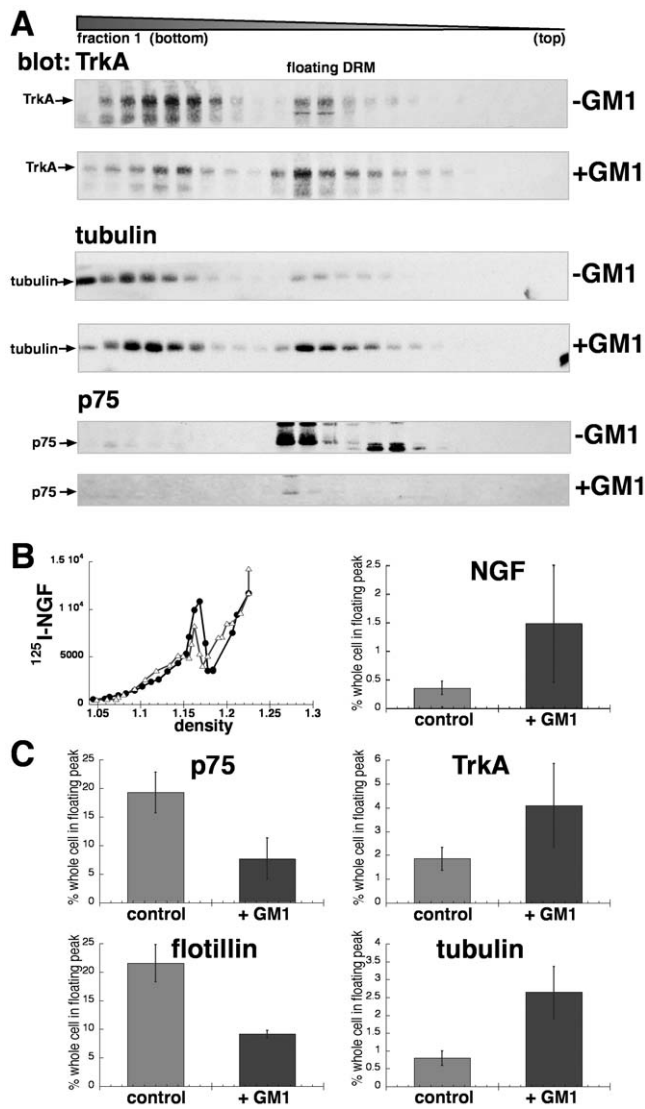 A
fraction 1 (bottom) (top)
blot: TrkA floating DRM
TrkA -GM1
TrkA +GM1
tubulin
tubulin -GM1
tubulin +GM1
p75
p75 -GM1
p75 +GM1
B
125I-NGF
1.5 10⁴
1 10⁴
5000
0
1.05 1.1 1.15 1.2 1.25 1.3
density
NGF
% whole cell in floating peak
2.5
2
1.5
1
0.5
0
control + GM1
C
p75
% whole cell in floating peak
25
20
15
10
5
0
control + GM1
TrkA
% whole cell in floating peak
6
5
4
3
2
1
0
control + GM1
flotillin
% whole cell in floating peak
25
20
15
10
5
0
control + GM1
tubulin
% whole cell in floating peak
4
3.5
3
2.5
2
1.5
1
0.5
0
control + GM1